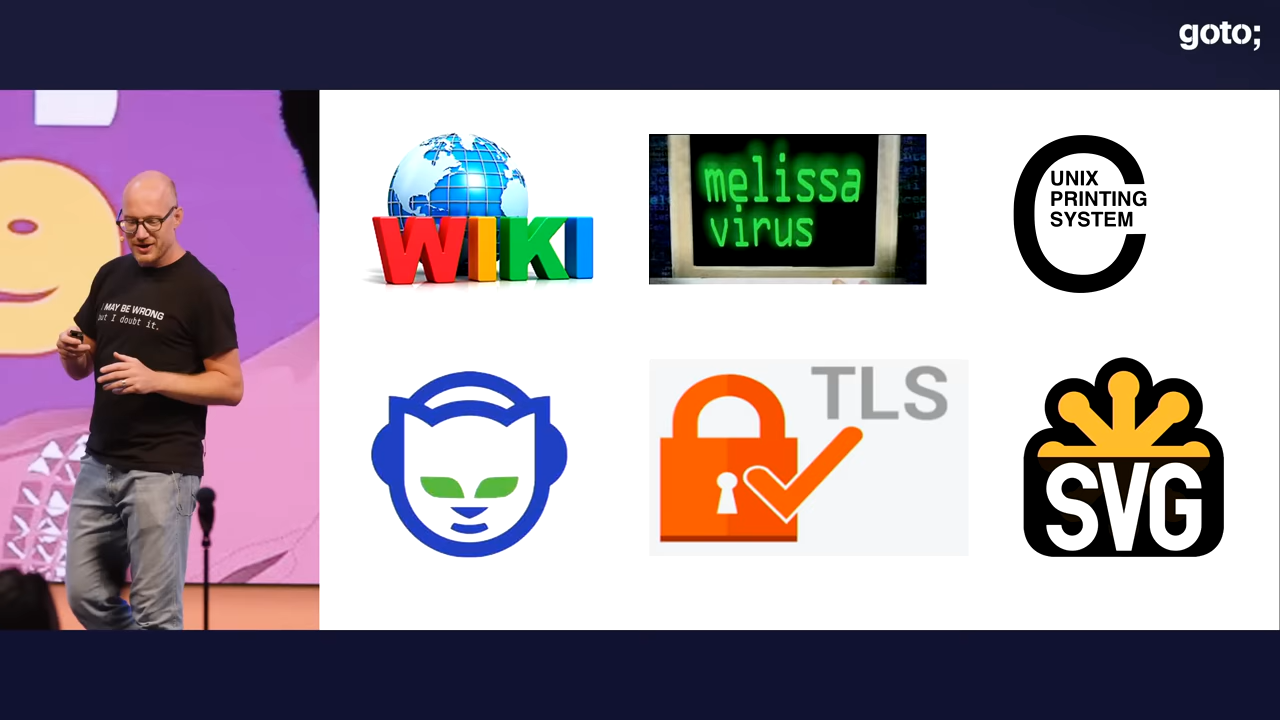 goto;
I MAY BE WRONG
but I doubt it.
WIKI
melissa
virus
UNIX
PRINTING
SYSTEM
TLS
SVG